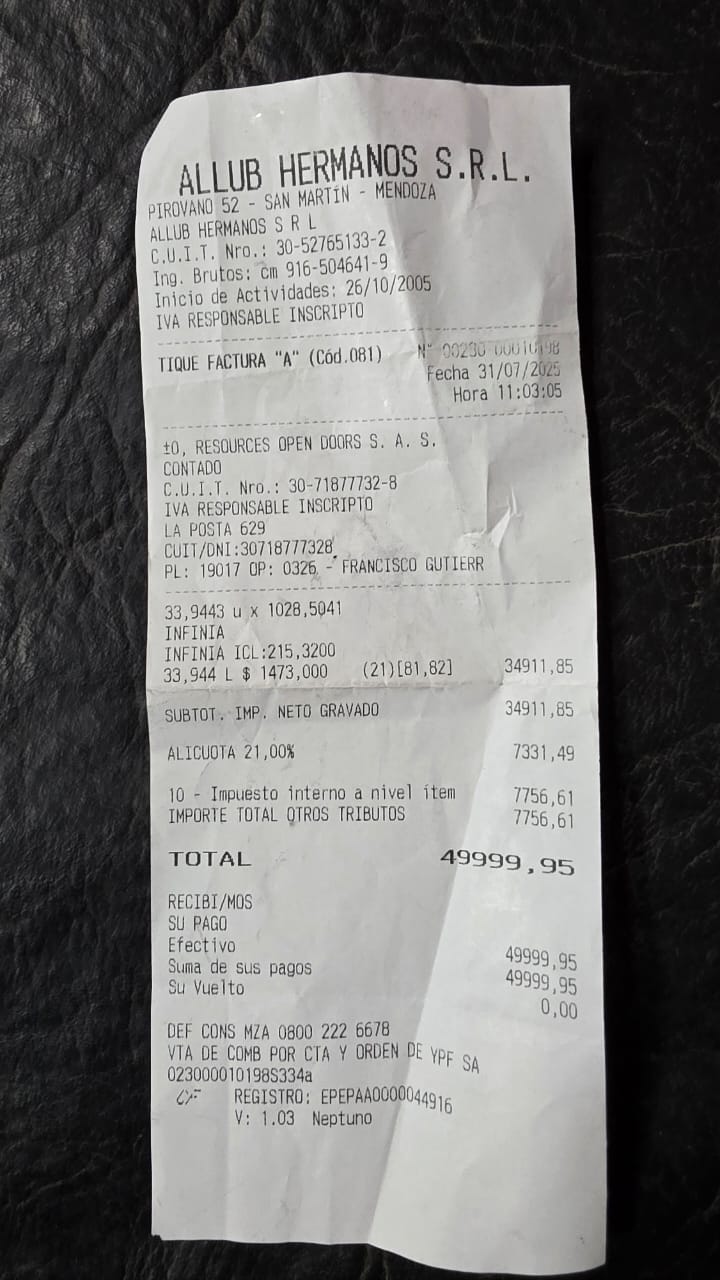 ALLUB HERMANOS S.R.L.
PIROVANO 52 - SAN MARTIN - MENDOZA
ALLUB HERMANOS S R L
C.U.I.T. Nro.: 30-52765133-2
Ing. Brutos: cm 916-504641-9
Inicio de Actividades: 26/10/2005
IVA RESPONSABLE INSCRIPTO
TIQUE FACTURA "A" (Cód.081) N° 00230 00010198
Fecha 31/07/2025
Hora 11:03:05
±0, RESOURCES OPEN DOORS S. A. S.
CONTADO
C.U.I.T. Nro.: 30-71877732-8
IVA RESPONSABLE INSCRIPTO
LA POSTA 629
CUIT/DNI:30718777328
PL: 19017 OP: 0326 - FRANCISCO GUTIERR
33,9443 u x 1028,5041
INFINIA
INFINIA ICL:215,3200
33,944 L $ 1473,000 (21)[81,82] 34911,85
SUBTOT. IMP. NETO GRAVADO 34911,85
ALICUOTA 21,00% 7331,49
10 - Impuesto interno a nivel ítem 7756,61
IMPORTE TOTAL OTROS TRIBUTOS 7756,61
TOTAL 49999,95
RECIBI/MOS
SU PAGO
Efectivo 49999,95
Suma de sus pagos 49999,95
Su Vuelto 0,00
DEF CONS MZA 0800 222 6678
VTA DE COMB POR CTA Y ORDEN DE YPF SA
023000010198S334a
CF REGISTRO: EPEPAA0000044916
V: 1.03 Neptuno